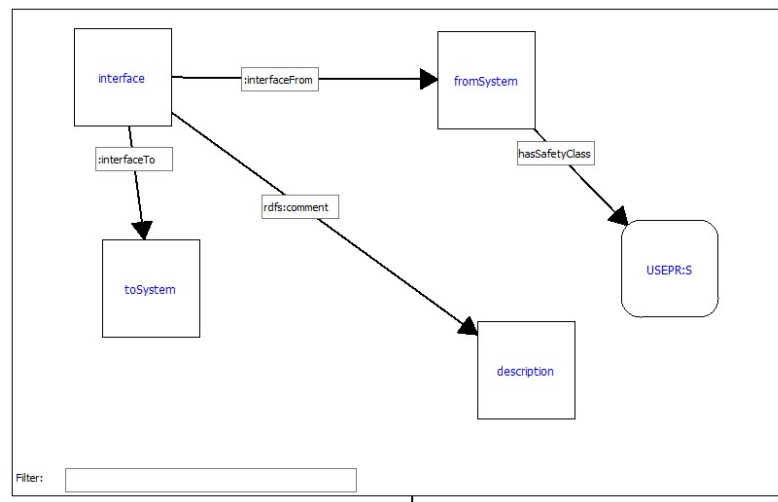 interface
:interfaceFrom
fromSystem
:interfaceTo
hasSafetyClass
rdfs:comment
toSystem
USEPR:S
description
Filter: